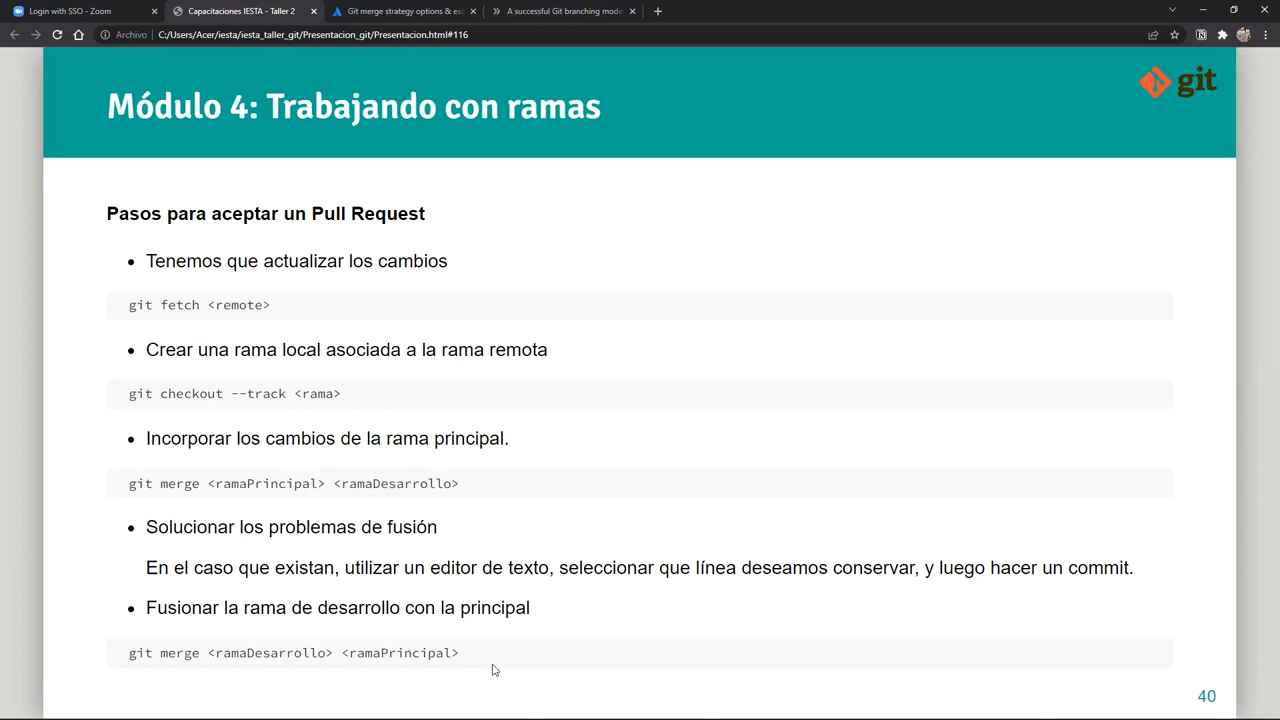 Login with SSO - Zoom
Capacitaciones IESTA - Taller 2
Git merge strategy options & ex
A successful Git branching mode
Archivo
C:/Users/Acer/iesta/iesta_taller_git/Presentacion_git/Presentacion.html#116
Módulo 4: Trabajando con ramas
git
Pasos para aceptar un Pull Request
• Tenemos que actualizar los cambios
git fetch <remote>
• Crear una rama local asociada a la rama remota
git checkout --track <rama>
• Incorporar los cambios de la rama principal.
git merge <ramaPrincipal> <ramaDesarrollo>
• Solucionar los problemas de fusión
En el caso que existan, utilizar un editor de texto, seleccionar que línea deseamos conservar, y luego hacer un commit.
• Fusionar la rama de desarrollo con la principal
git merge <ramaDesarrollo> <ramaPrincipal>
40